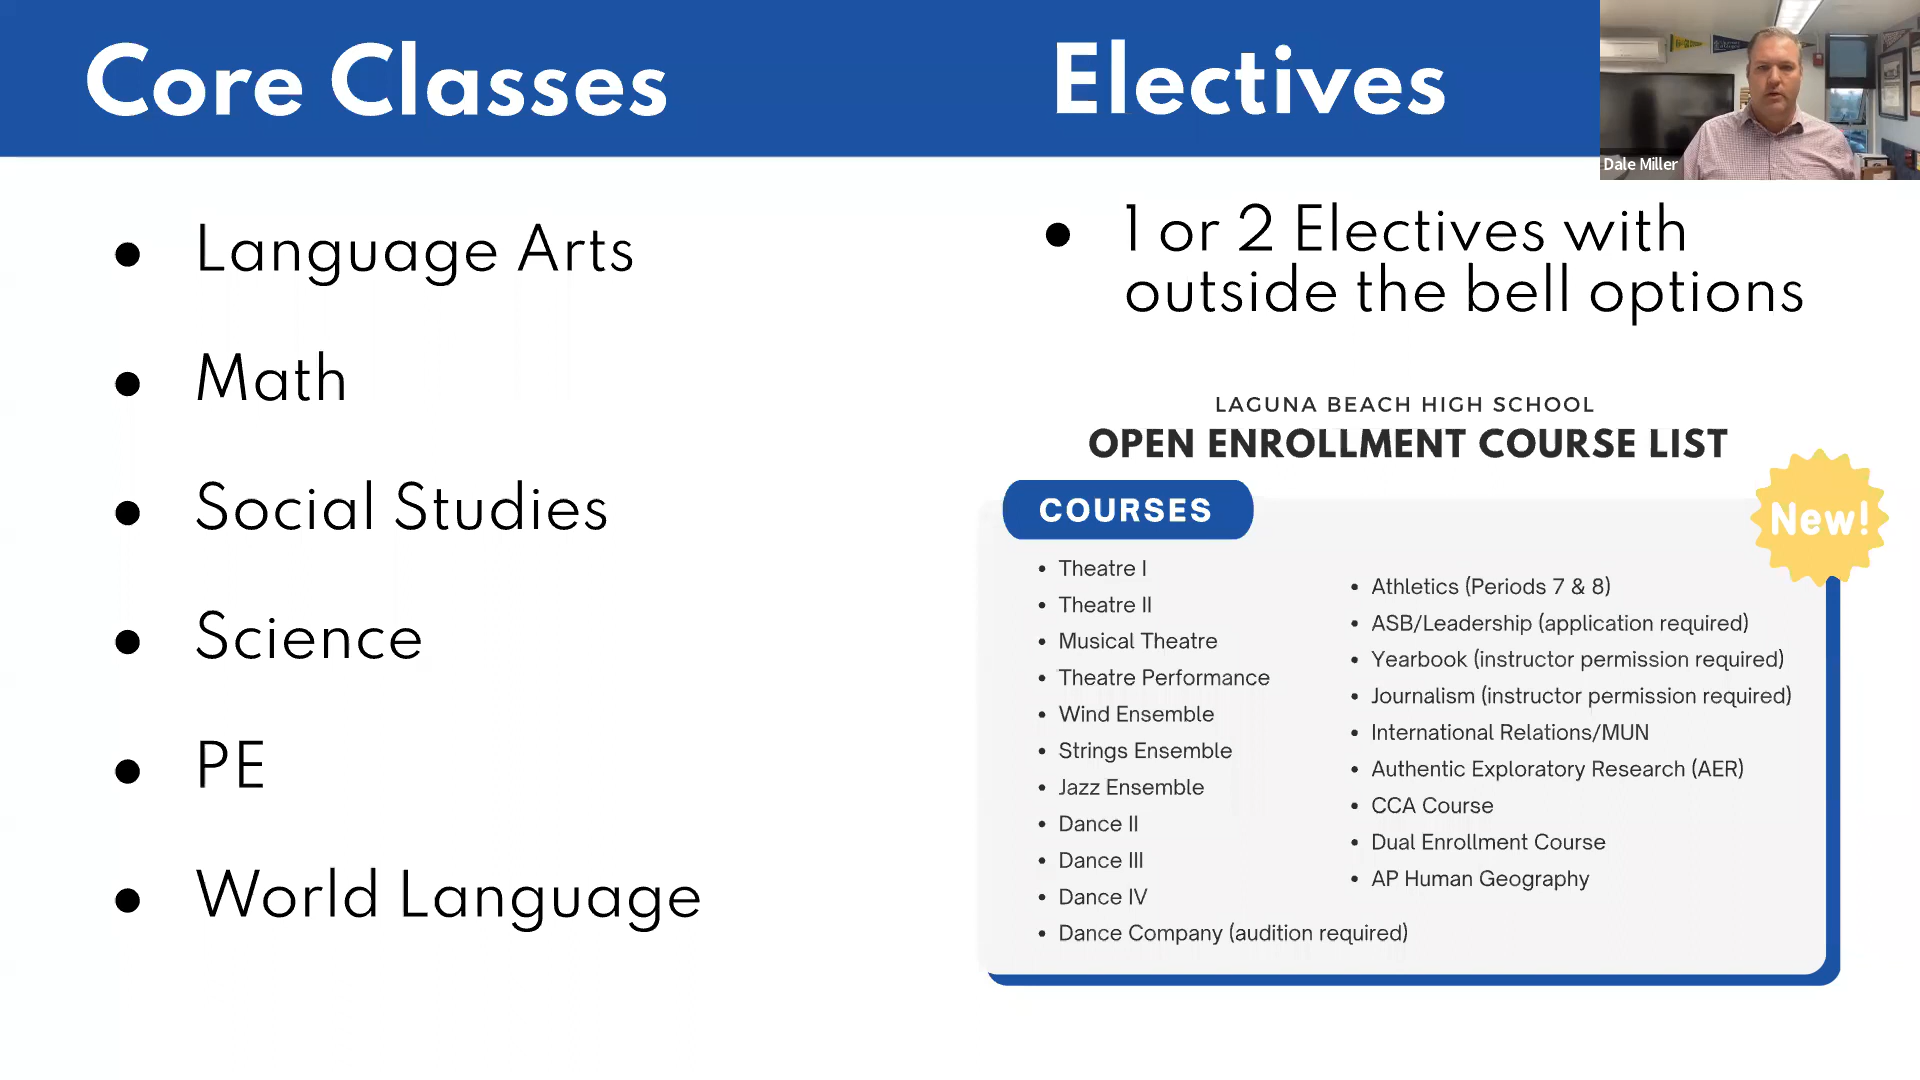 Core Classes
Electives
Dale Miller
Language Arts
Math
Social Studies
Science
PE
World Language
1 or 2 Electives with
outside the bell options
LAGUNA BEACH HIGH SCHOOL
OPEN ENROLLMENT COURSE LIST
New!
COURSES
• Theatre I
• Theatre II
• Musical Theatre
• Theatre Performance
• Wind Ensemble
• Strings Ensemble
• Jazz Ensemble
• Dance II
• Dance III
• Dance IV
• Dance Company (audition required)
• Athletics (Periods 7 & 8)
• ASB/Leadership (application required)
• Yearbook (instructor permission required)
• Journalism (instructor permission required)
• International Relations/MUN
• Authentic Exploratory Research (AER)
• CCA Course
• Dual Enrollment Course
• AP Human Geography